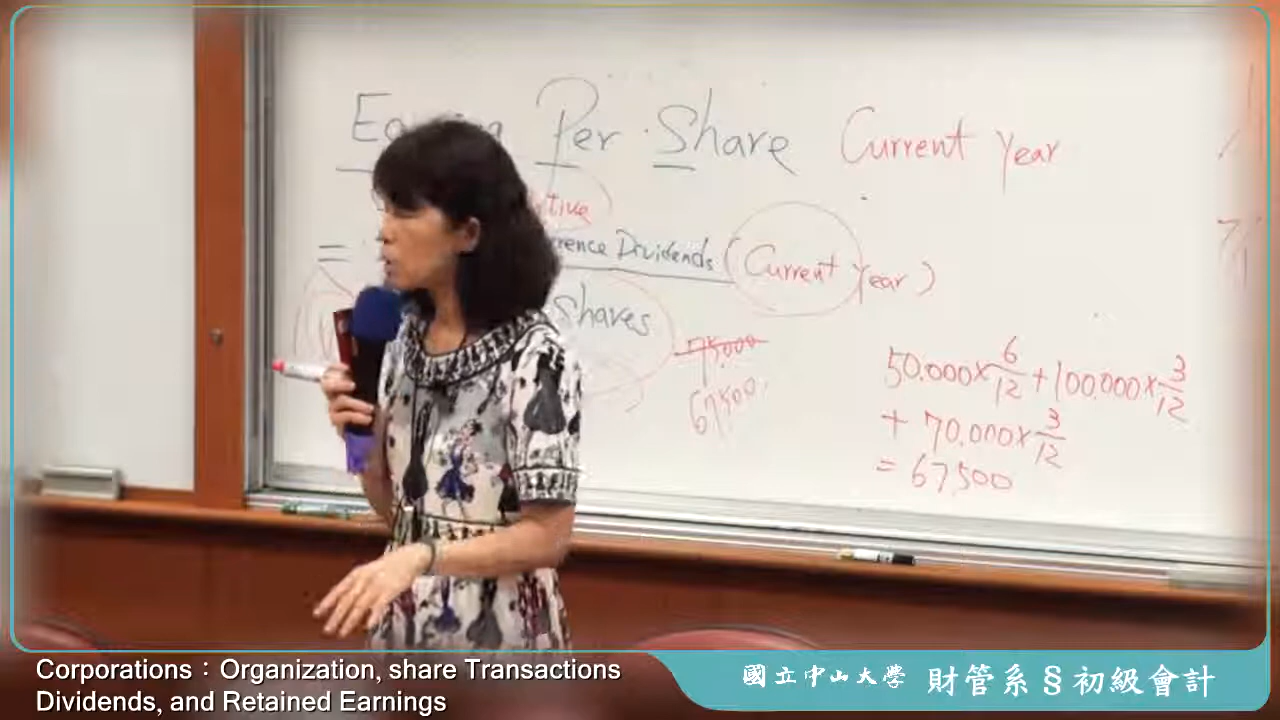 Per Share Current Year
Dividends (Current Year)
=
Shares
75.000
67.500
50.000×6/12 + 100.000×3/12
+ 70.000×3/12
= 67.500
Corporations：Organization, share Transactions
Dividends, and Retained Earnings
國立中山大學 財管系§初級會計